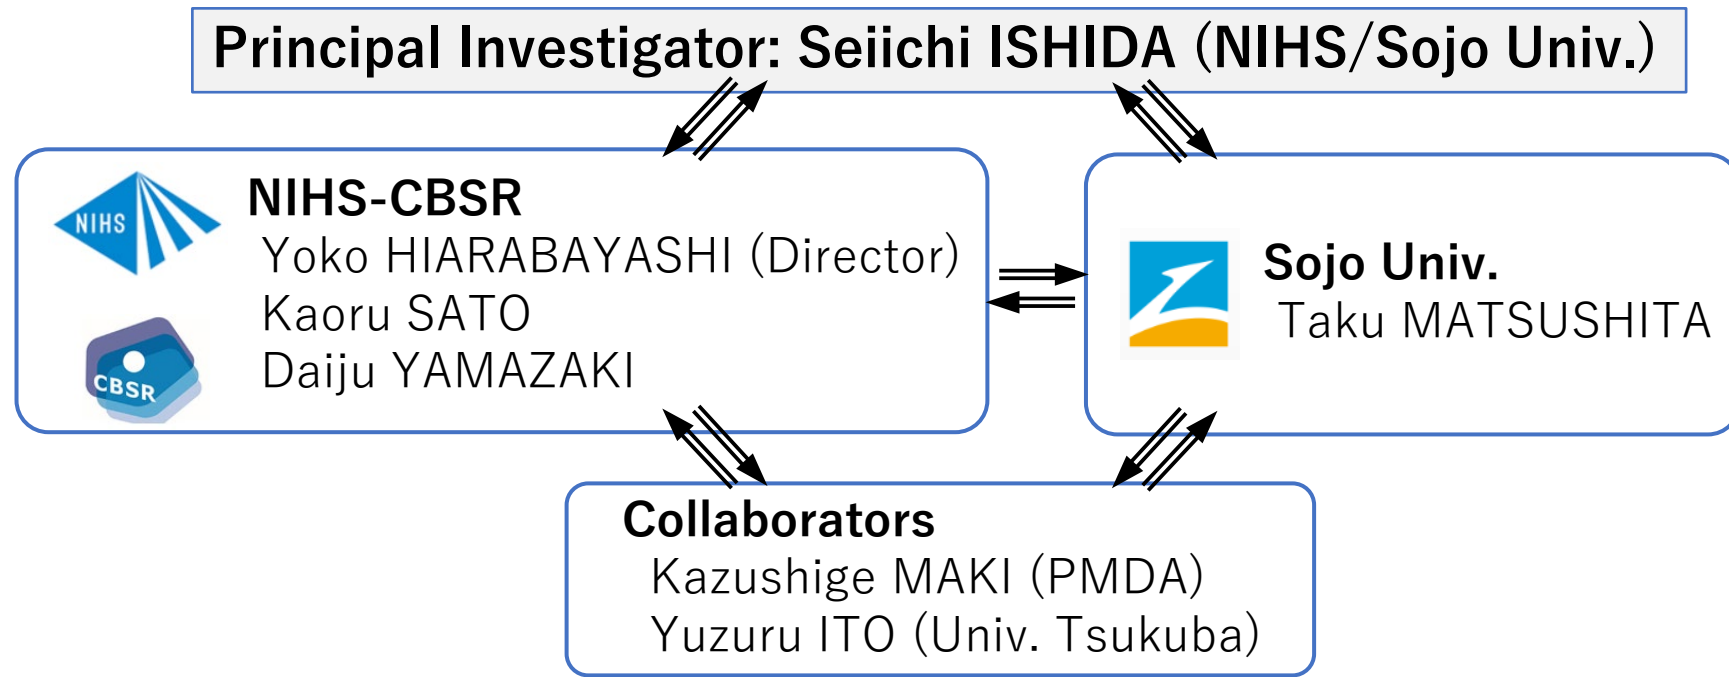 Principal Investigator: Seiichi ISHIDA (NIHS/Sojo Univ.)
NIHS
NIHS-CBSR
Yoko HIARABAYASHI (Director)
Kaoru SATO
Daiju YAMAZAKI
CBSR
Sojo Univ.
Taku MATSUSHITA
Collaborators
Kazushige MAKI (PMDA)
Yuzuru ITO (Univ. Tsukuba)